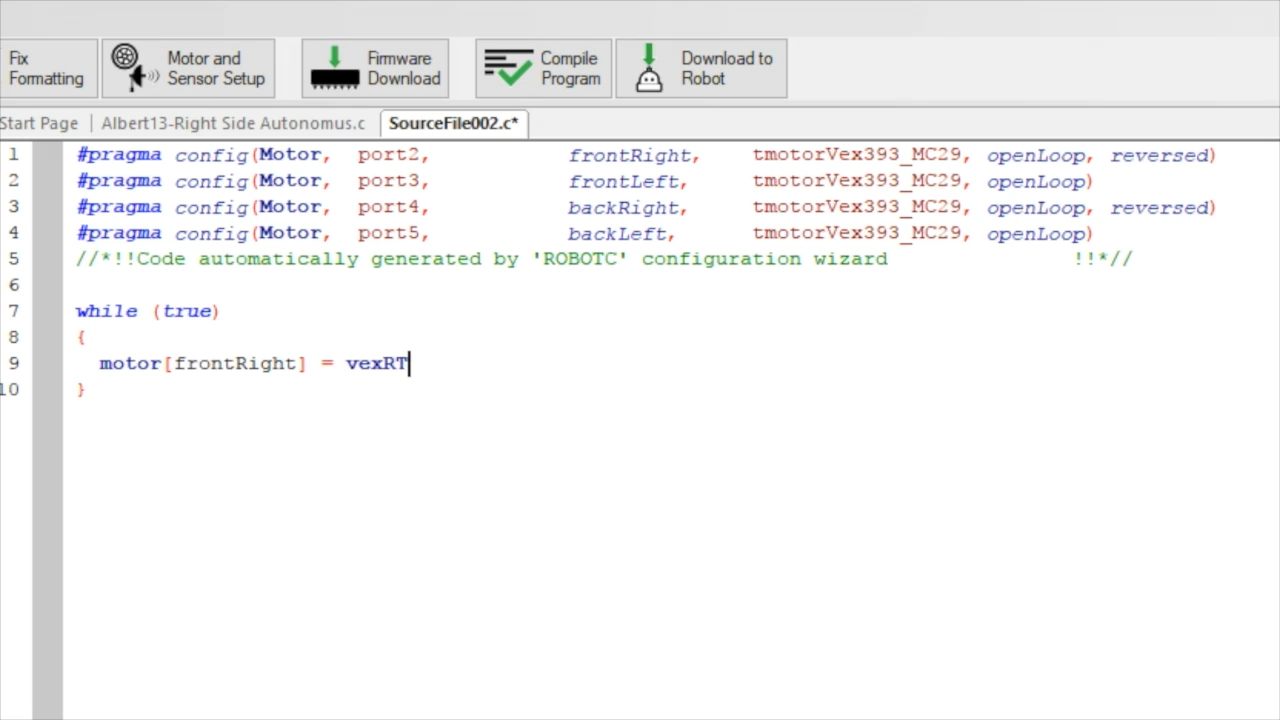 Fix Formatting
Motor and Sensor Setup
Firmware Download
Compile Program
Download to Robot
Start Page | Albert13-Right Side Autonomus.c SourceFile002.c*
1 #pragma config(Motor, port2, frontRight, tmotorVex393_MC29, openLoop, reversed)
2 #pragma config(Motor, port3, frontLeft, tmotorVex393_MC29, openLoop)
3 #pragma config(Motor, port4, backRight, tmotorVex393_MC29, openLoop, reversed)
4 #pragma config(Motor, port5, backLeft, tmotorVex393_MC29, openLoop)
5 //*!!Code automatically generated by 'ROBOTC' configuration wizard !!*//
6
7 while (true)
8 {
9 motor[frontRight] = vexRT
10 }